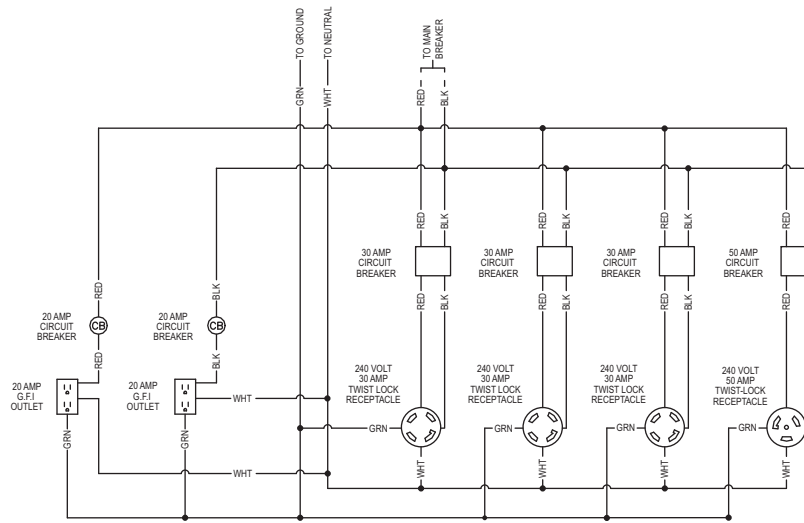 TO GROUND
TO NEUTRAL
TO MAIN
BREAKER
GRN
WHT
RED
BLK
RED
BLK
RED
BLK
RED
BLK
RED
30 AMP
CIRCUIT
BREAKER
30 AMP
CIRCUIT
BREAKER
30 AMP
CIRCUIT
BREAKER
50 AMP
CIRCUIT
BREAKER
RED
BLK
RED
BLK
RED
BLK
RED
BLK
RED
20 AMP
CIRCUIT
BREAKER
CB
20 AMP
CIRCUIT
BREAKER
CB
RED
BLK
20 AMP
G.F.I
OUTLET
20 AMP
G.F.I
OUTLET
240 VOLT
30 AMP
TWIST LOCK
RECEPTACLE
240 VOLT
30 AMP
TWIST LOCK
RECEPTACLE
240 VOLT
30 AMP
TWIST LOCK
RECEPTACLE
240 VOLT
50 AMP
TWIST-LOCK
RECEPTACLE
WHT
GRN
GRN
GRN
GRN
GRN
GRN
WHT
WHT
WHT
WHT
WHT